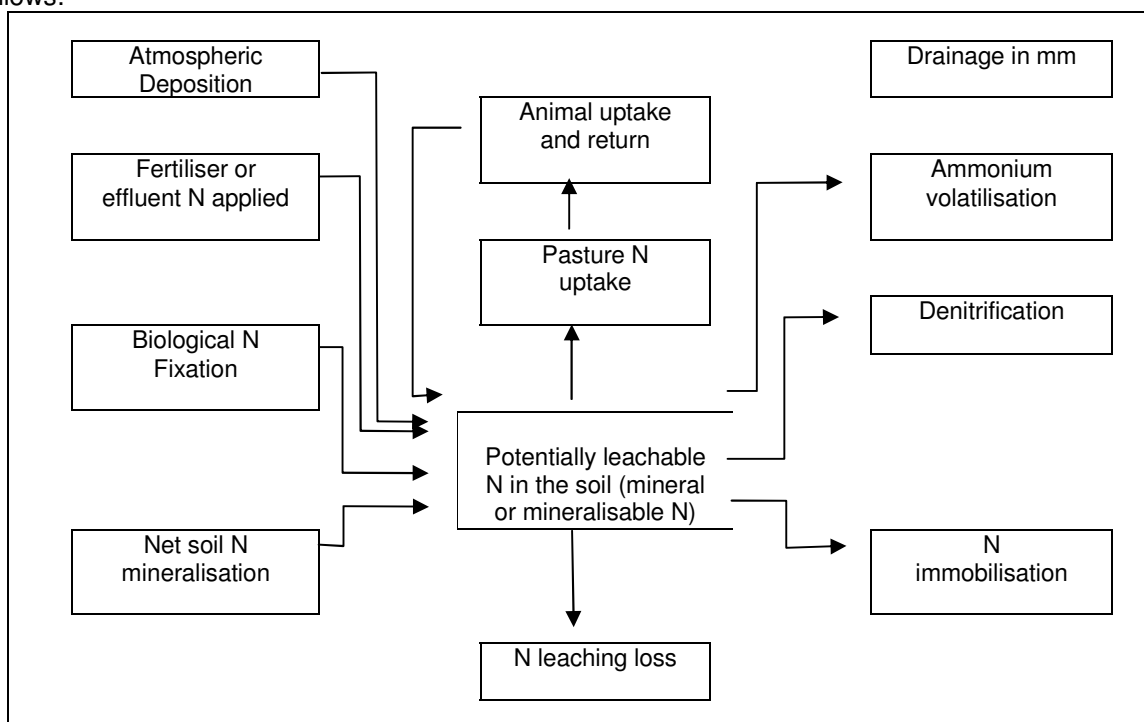 llows:
Atmospheric
Deposition
Drainage in mm
Animal uptake
and return
Fertiliser or
effluent N applied
Ammonium
volatilisation
Pasture N
uptake
Denitrification
Biological N
Fixation
Potentially leachable
N in the soil (mineral
or mineralisable N)
Net soil N
mineralisation
N
immobilisation
N leaching loss